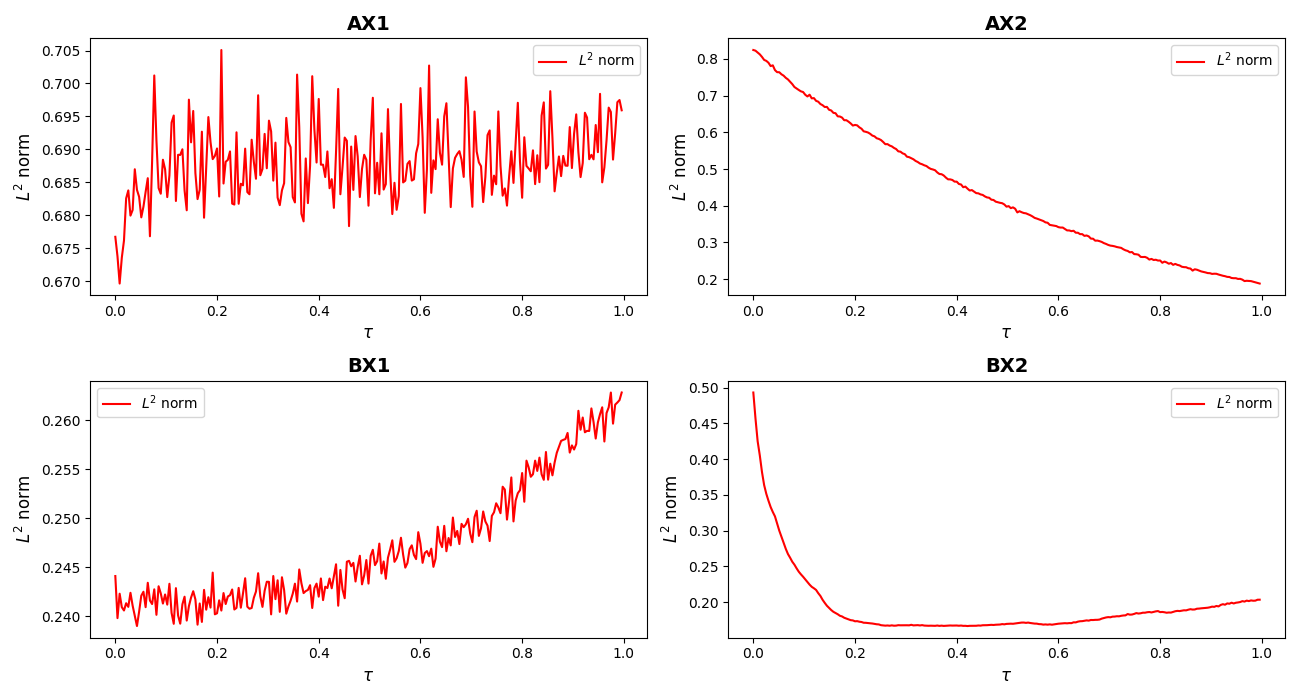 AX1
L² norm
0.705
0.700
0.695
0.690
0.685
0.680
0.675
0.670
L² norm
0.0 0.2 0.4 0.6 0.8 1.0
τ
AX2
L² norm
0.8
0.7
0.6
0.5
0.4
0.3
0.2
L² norm
0.0 0.2 0.4 0.6 0.8 1.0
τ
BX1
L² norm
0.260
0.255
0.250
0.245
0.240
L² norm
0.0 0.2 0.4 0.6 0.8 1.0
τ
BX2
L² norm
0.50
0.45
0.40
0.35
0.30
0.25
0.20
L² norm
0.0 0.2 0.4 0.6 0.8 1.0
τ